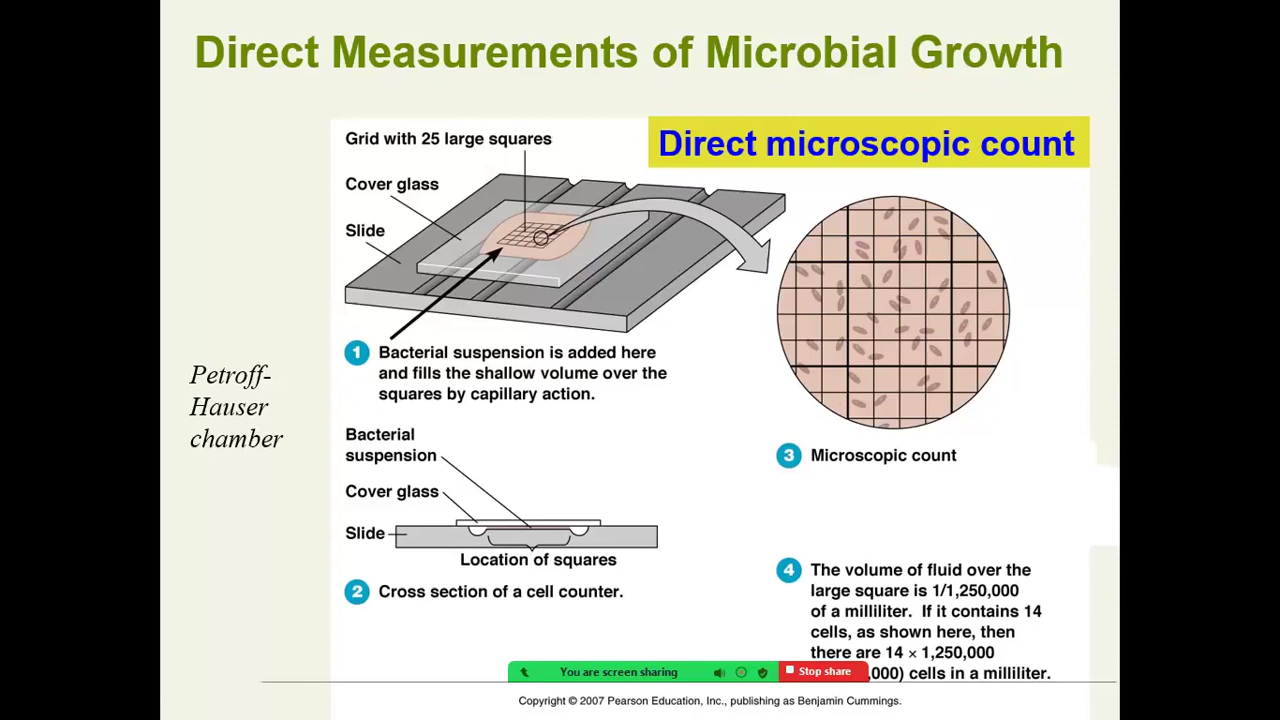 Direct Measurements of Microbial Growth
Direct microscopic count
Grid with 25 large squares
Cover glass
Slide
1 Bacterial suspension is added here
and fills the shallow volume over the
squares by capillary action.
Petroff-
Hauser
chamber
Bacterial
suspension
Cover glass
Slide
Location of squares
2 Cross section of a cell counter.
3 Microscopic count
4 The volume of fluid over the
large square is 1/1,250,000
of a milliliter. If it contains 14
cells, as shown here, then
there are 14 × 1,250,000
,000) cells in a milliliter.
You are screen sharing
Stop share
Copyright © 2007 Pearson Education, Inc., publishing as Benjamin Cummings.